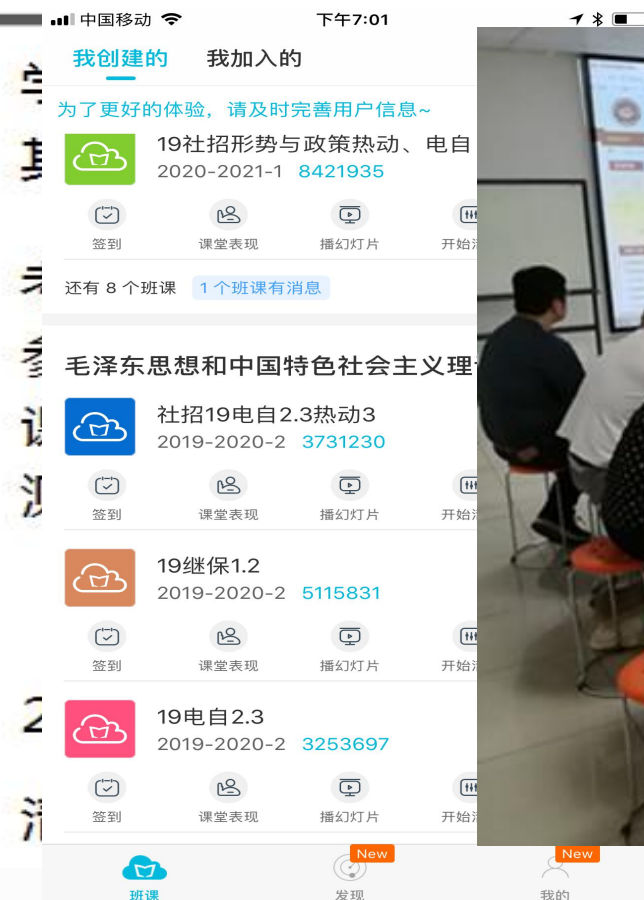 中国移动 下午7:01
我创建的 我加入的
为了更好的体验，请及时完善用户信息~
19社招形势与政策热动、电自
2020-2021-1 8421935
签到 课堂表现 播幻灯片 开始
还有 8 个班课 1 个班课有消息
毛泽东思想和中国特色社会主义理
社招19电自2.3热动3
2019-2020-2 3731230
签到 课堂表现 播幻灯片 开始
19继保1.2
2019-2020-2 5115831
签到 课堂表现 播幻灯片 开始
19电自2.3
2019-2020-2 3253697
签到 课堂表现 播幻灯片 开始
New New
班课 发现 我的